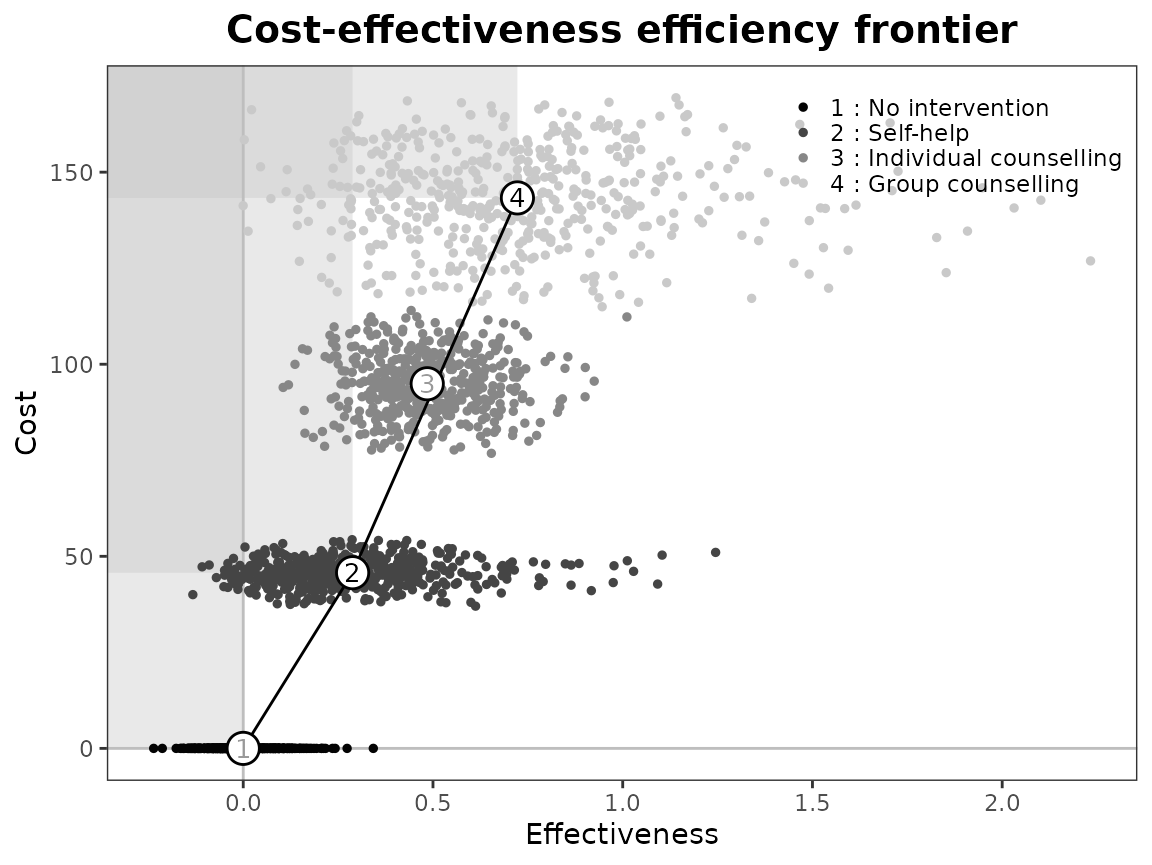 Cost-effectiveness efficiency frontier
1 : No intervention
2 : Self-help
3 : Individual counselling
4 : Group counselling
150
100
50
0
Cost
4
3
2
1
0.0 0.5 1.0 1.5 2.0
Effectiveness